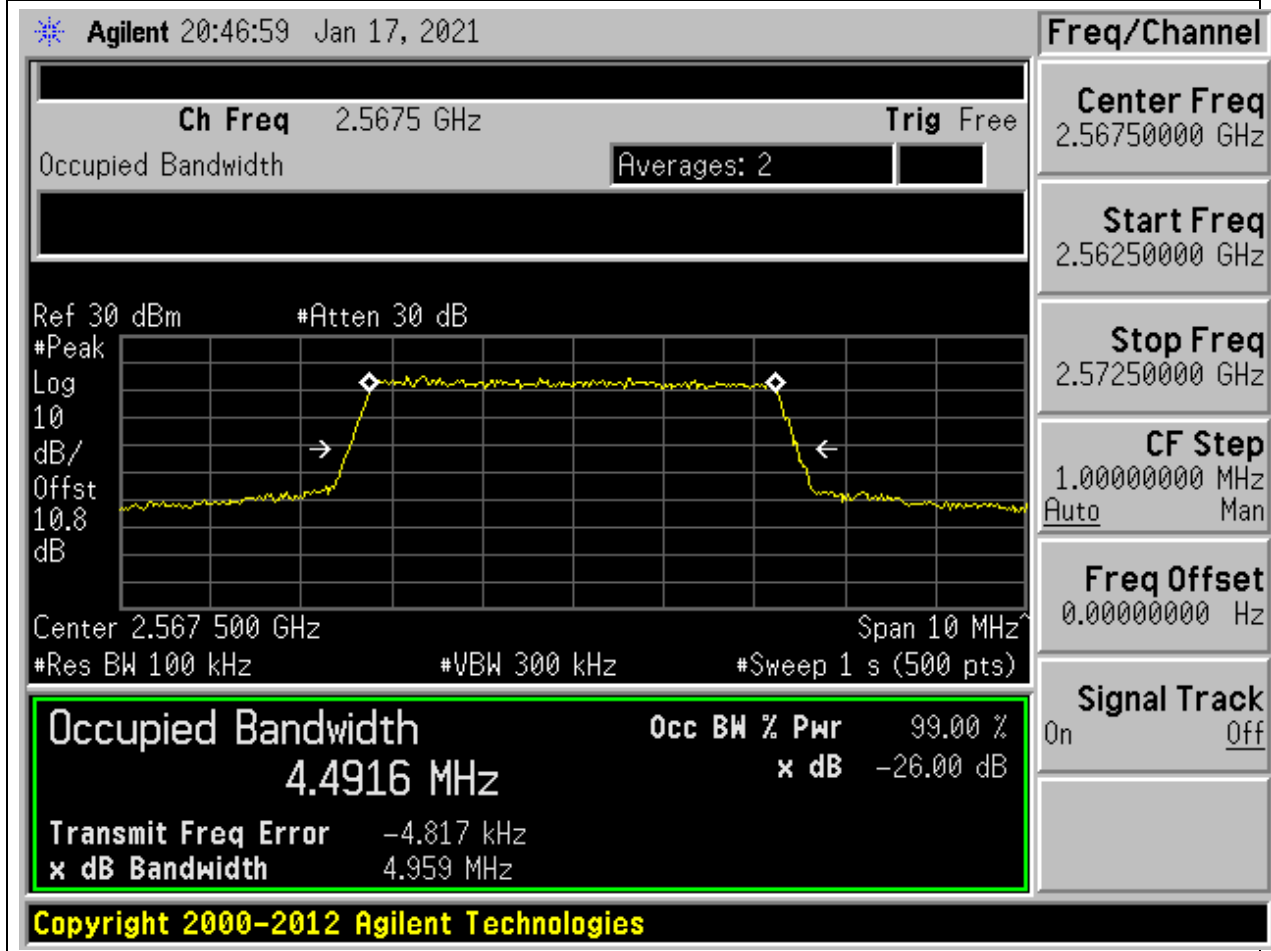 Agilent 20:46:59 Jan 17, 2021
Ch Freq 2.5675 GHz Trig Free
Occupied Bandwidth Averages: 2
Ref 30 dBm #Atten 30 dB
#Peak
Log
10
dB/
Offst
10.8
dB
Center 2.567 500 GHz Span 10 MHz^
#Res BW 100 kHz #VBW 300 kHz #Sweep 1 s (500 pts)
Occupied Bandwidth Occ BW % Pwr 99.00 %
4.4916 MHz x dB -26.00 dB
Transmit Freq Error -4.817 kHz
x dB Bandwidth 4.959 MHz
Copyright 2000-2012 Agilent Technologies
Freq/Channel
Center Freq
2.56750000 GHz
Start Freq
2.56250000 GHz
Stop Freq
2.57250000 GHz
CF Step
1.00000000 MHz
Auto Man
Freq Offset
0.00000000 Hz
Signal Track
On Off